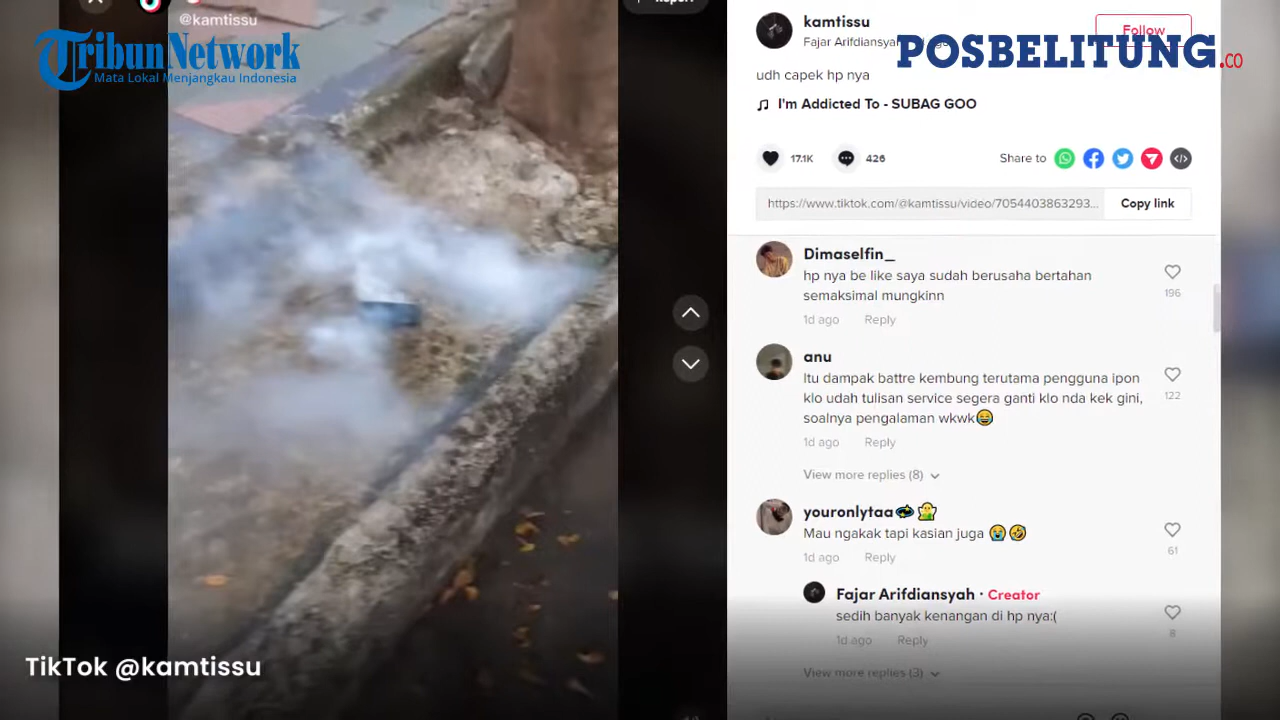 @kamtissu
TribunNetwork
Mata Lokal Menjangkau Indonesia
Report
kamtissu
Follow
POSBELITUNG.co
udh capek hp nya
I'm Addicted To - SUBAG GOO
17.1K
426
Share to
https://www.tiktok.com/@kamtissu/video/7054403863293...
Copy link
Dimaselfin_
hp nya be like saya sudah berusaha bertahan
semaksimal mungkinn
196
1d ago Reply
anu
Itu dampak battre kembung terutama pengguna ipon
klo udah tulisan service segera ganti klo nda kek gini,
soalnya pengalaman wkwk😂
122
1d ago Reply
View more replies (8)
youronlytaa
Mau ngakak tapi kasian juga 😭🤣
61
1d ago Reply
Fajar Arifdiansyah · Creator
sedih banyak kenangan di hp nya:(
8
1d ago Reply
View more replies (3)
TikTok @kamtissu